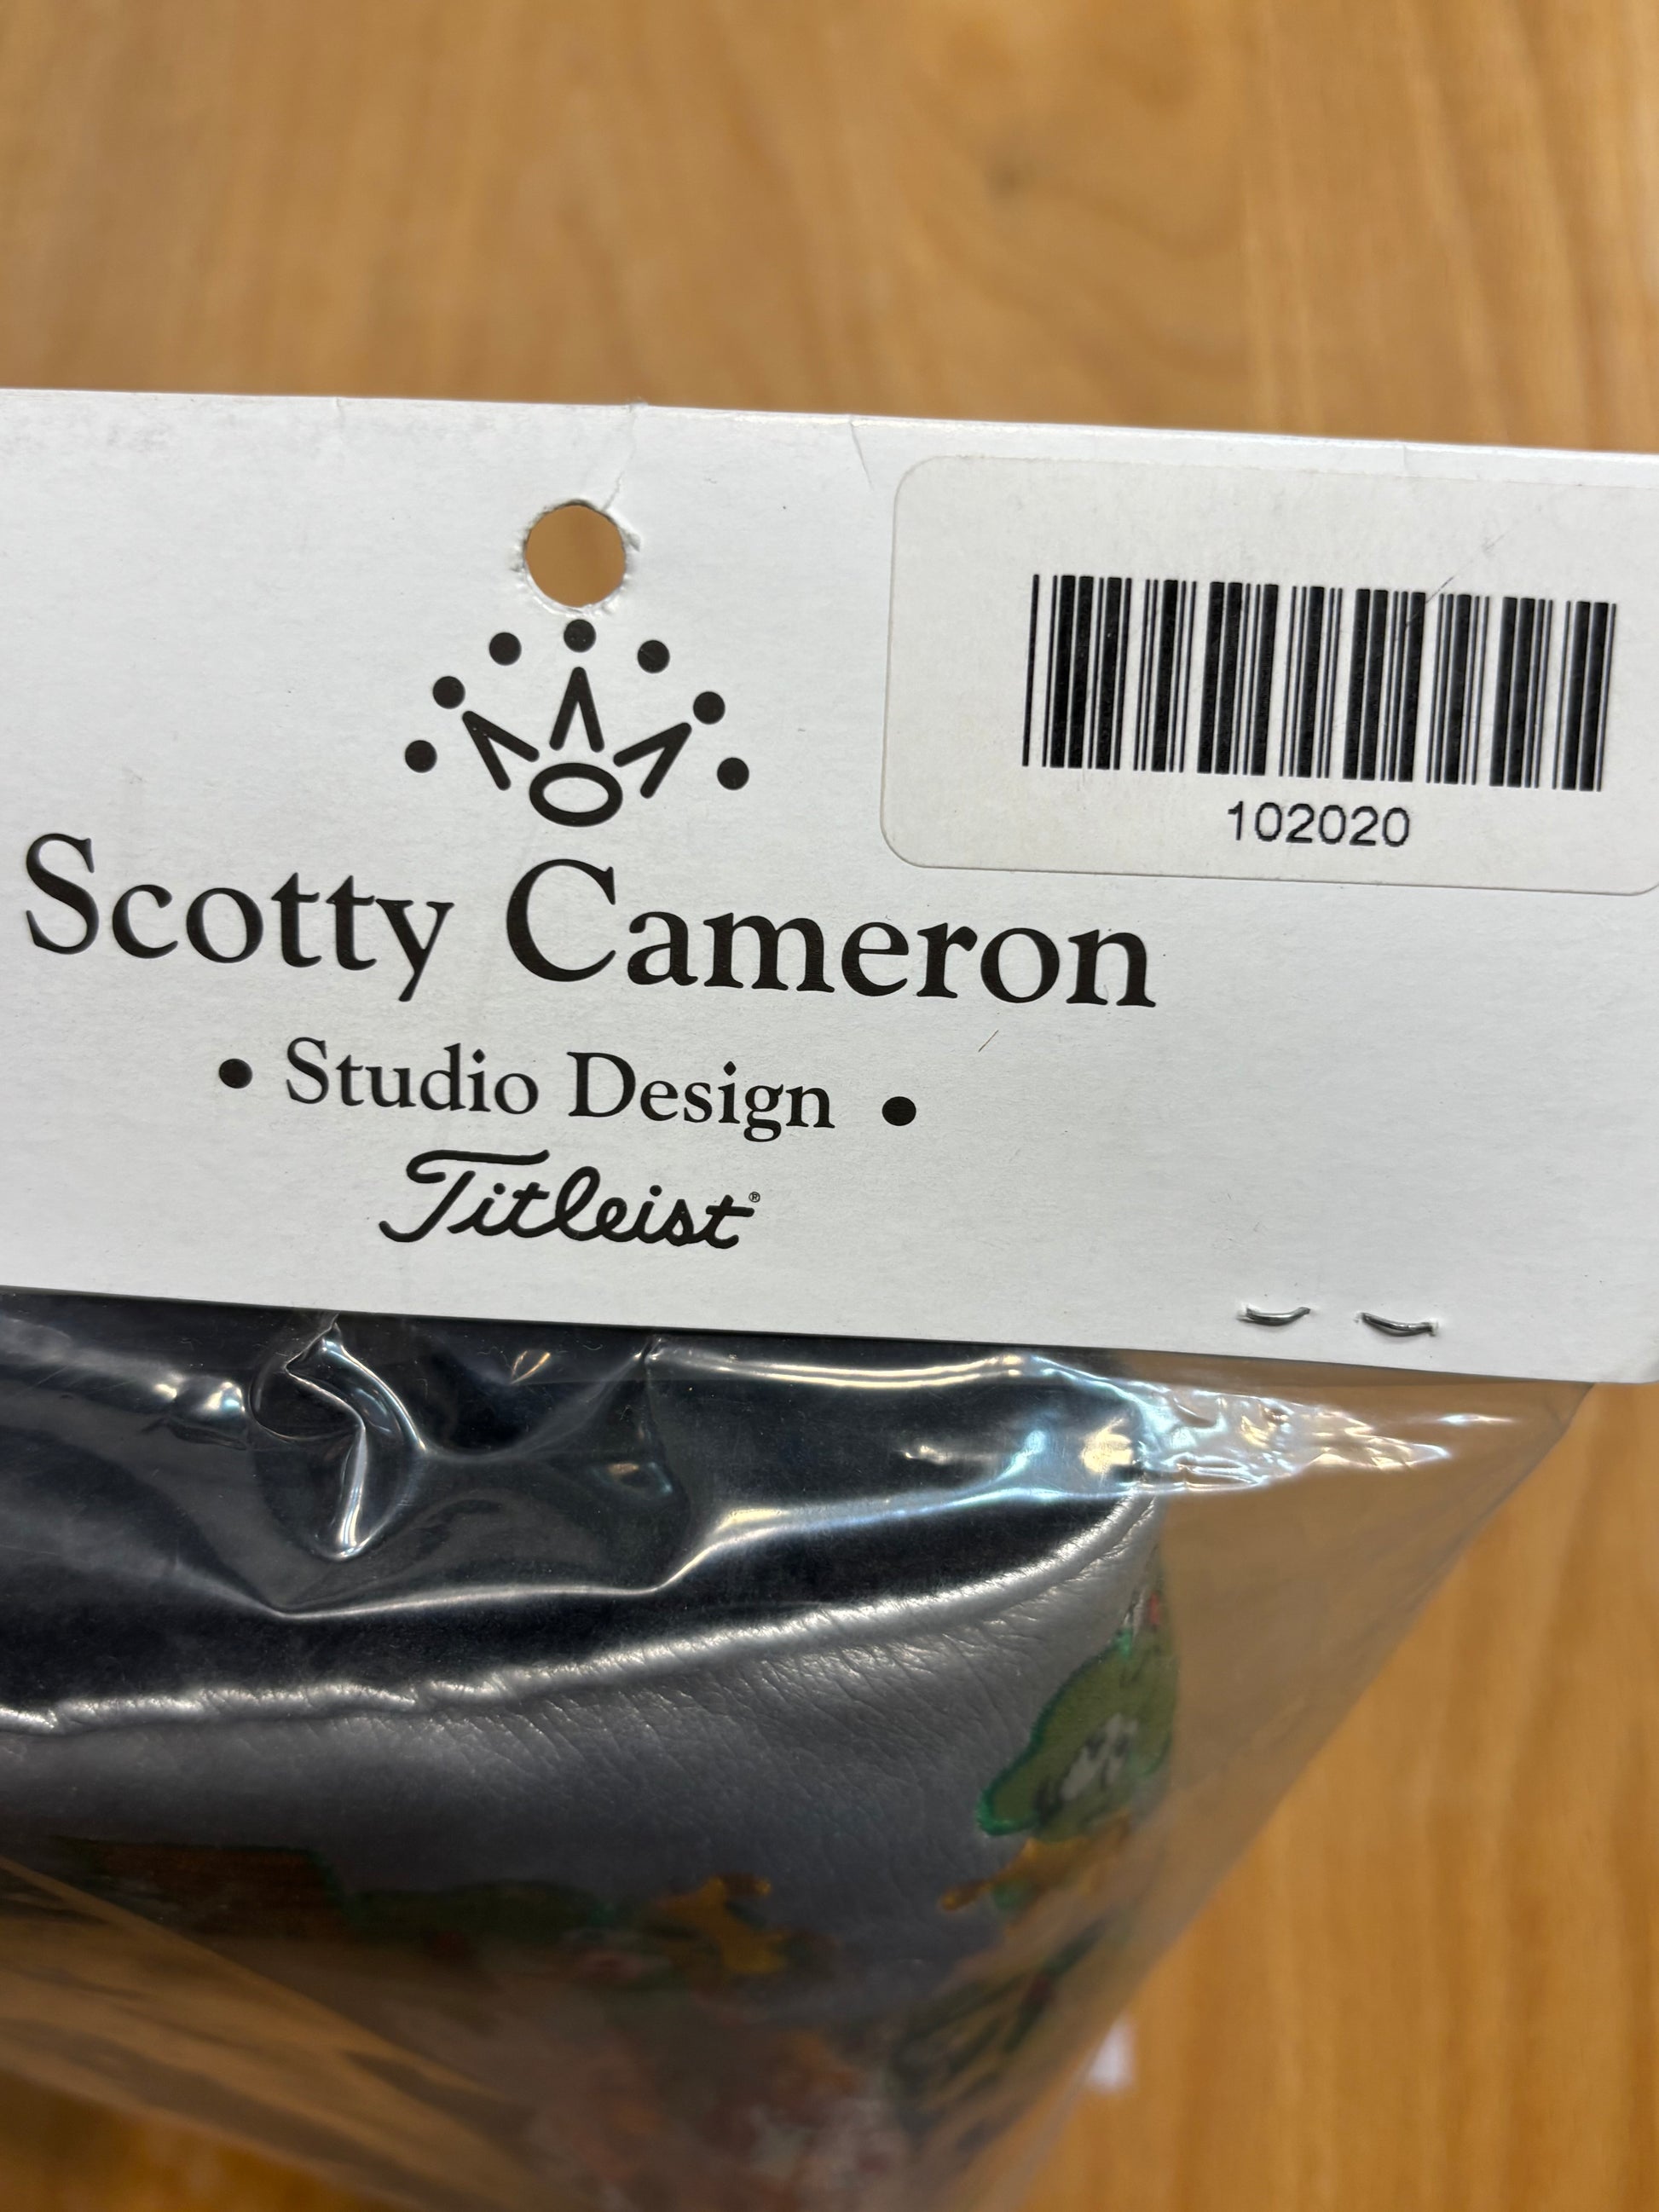 102020
Scotty Cameron
• Studio Design •
Titleist®